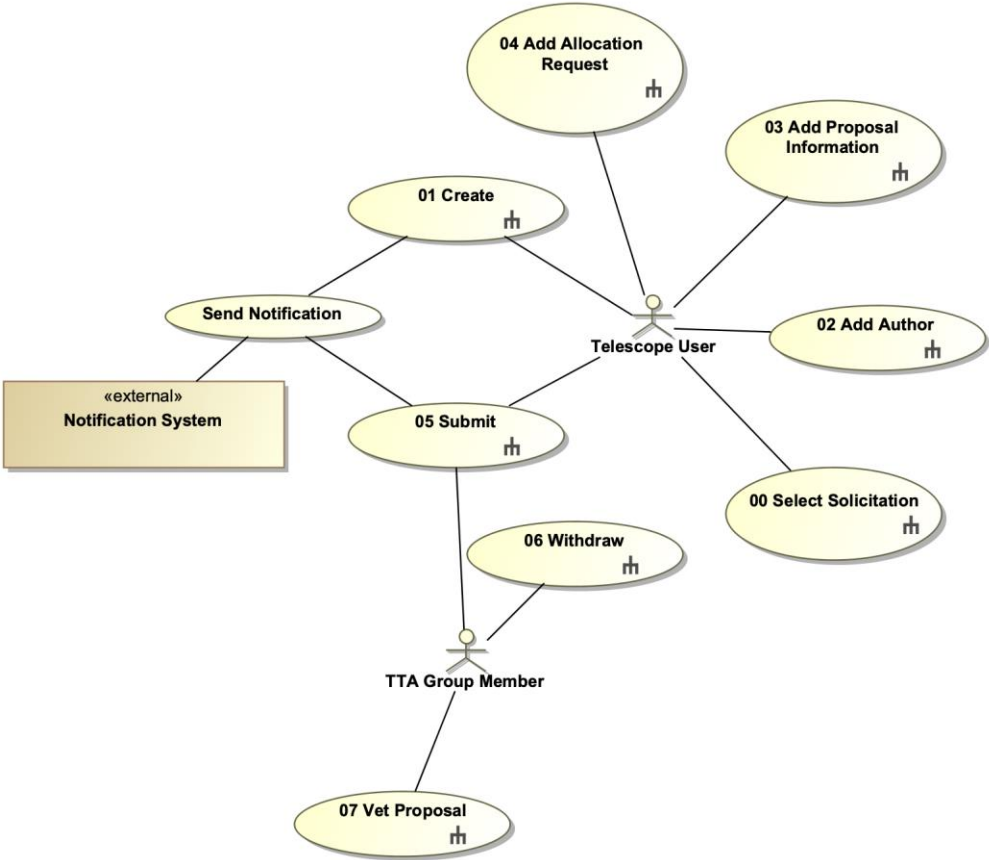 04 Add Allocation
Request
03 Add Proposal
Information
01 Create
Send Notification
02 Add Author
Telescope User
«external»
Notification System
05 Submit
00 Select Solicitation
06 Withdraw
TTA Group Member
07 Vet Proposal